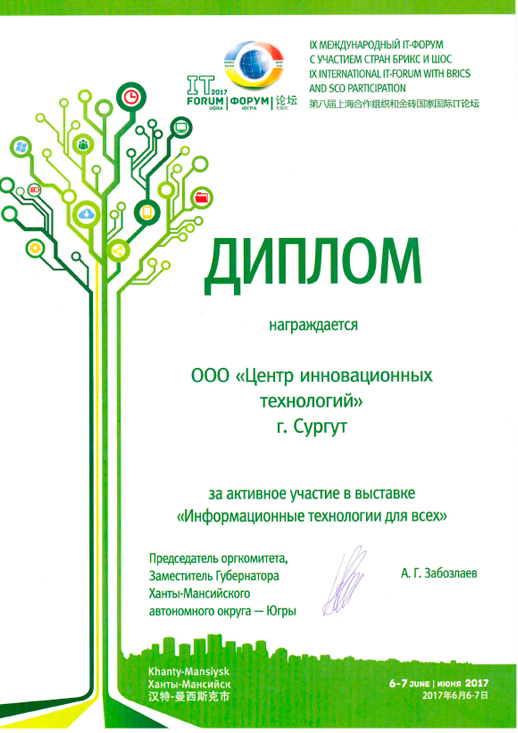 IX МЕЖДУНАРОДНЫЙ IT-ФОРУМ
С УЧАСТИЕМ СТРАН БРИКС И ШОС
IX INTERNATIONAL IT-FORUM WITH BRICS
AND SCO PARTICIPATION
第八届上海合作组织和金砖国家国际IT论坛
IT 2017
FORUM | ФОРУМ | 论坛
UGRA ЮГРА
ДИПЛОМ
награждается
ООО «Центр инновационных
технологий»
г. Сургут
за активное участие в выставке
«Информационные технологии для всех»
Председатель оргкомитета,
Заместитель Губернатора
Ханты-Мансийского
автономного округа — Югры
А. Г. Забозлаев
Khanty-Mansiysk
Ханты-Мансийск
汉特-曼西斯克市
6-7 JUNE | ИЮНЯ 2017
2017年6月6-7日